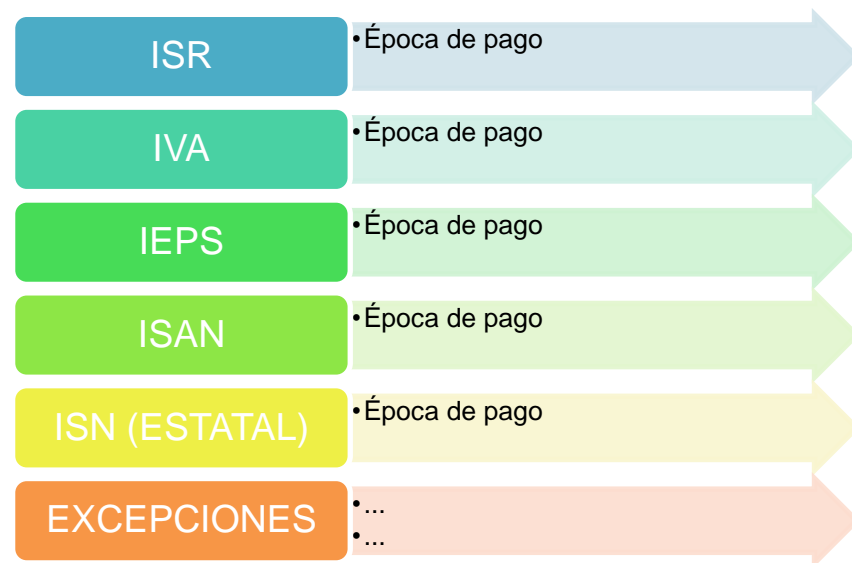 ISR
•Época de pago
IVA
•Época de pago
IEPS
•Época de pago
ISAN
•Época de pago
ISN (ESTATAL)
•Época de pago
EXCEPCIONES
•...
•...